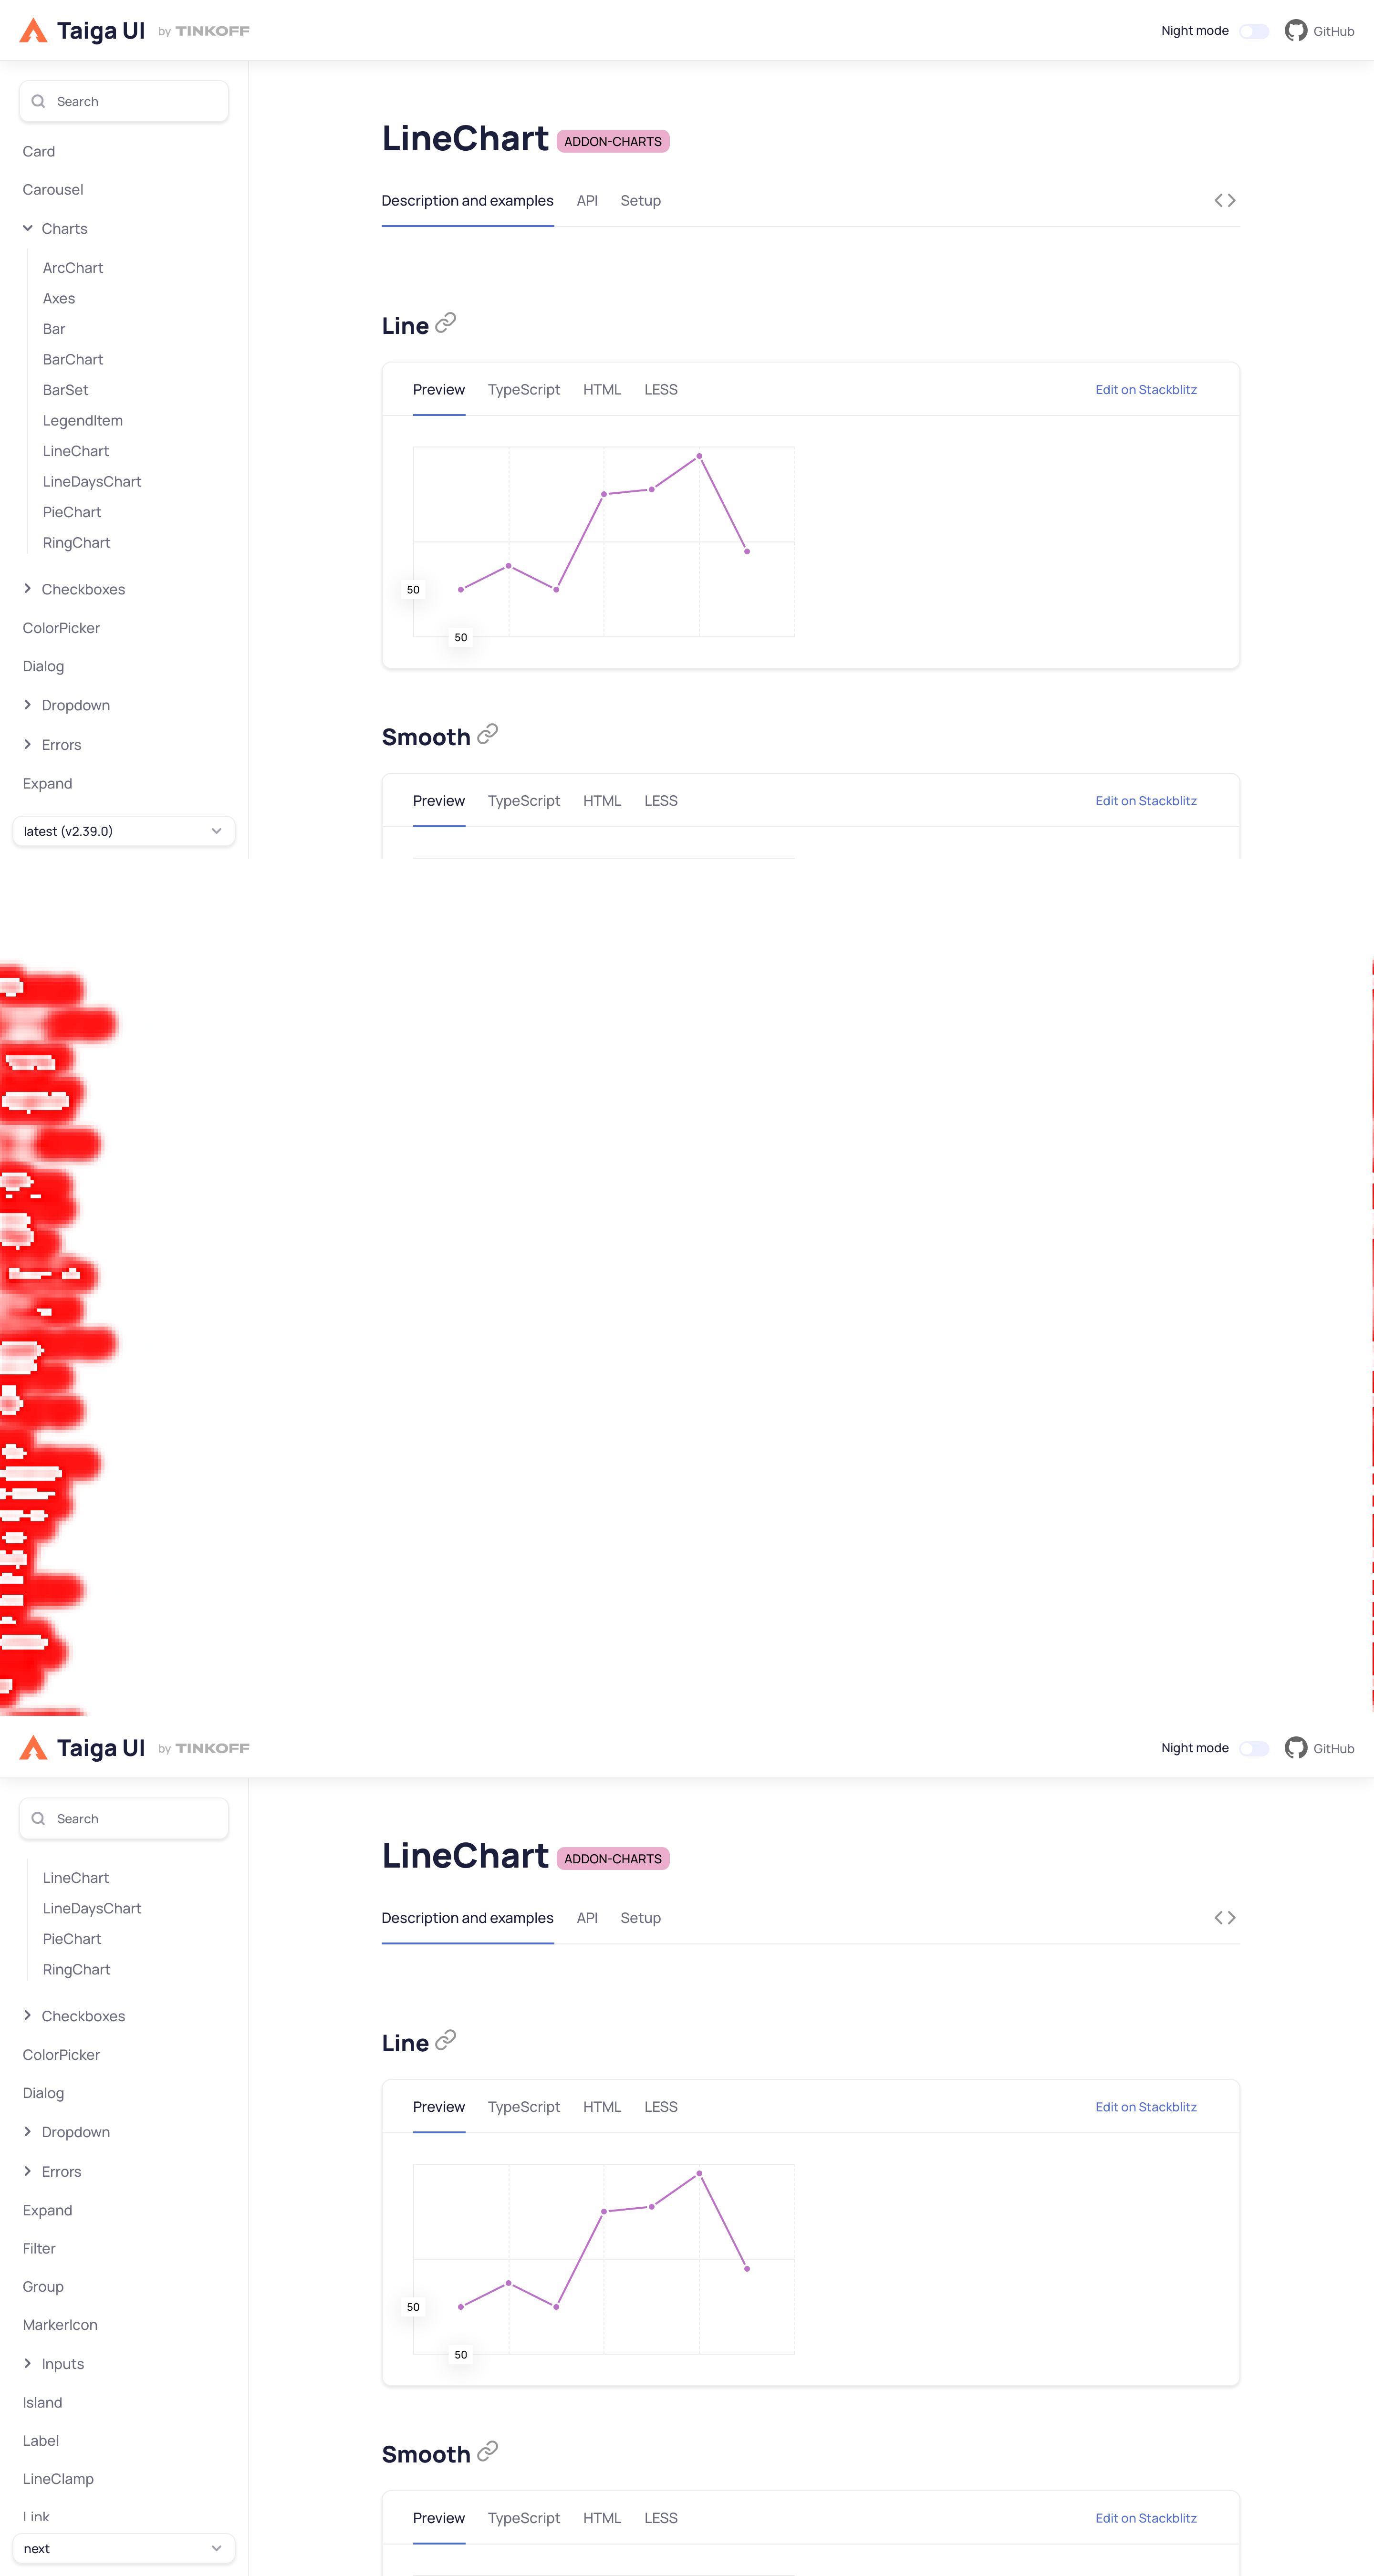 Taiga UI by TINKOFF
Night mode GitHub
Search
Card
Carousel
Charts
ArcChart
Axes
Bar
BarChart
BarSet
LegendItem
LineChart
LineDaysChart
PieChart
RingChart
Checkboxes
ColorPicker
Dialog
Dropdown
Errors
Expand
latest (v2.39.0)
LineChart ADDON-CHARTS
Description and examples API Setup
Line
Preview TypeScript HTML LESS Edit on Stackblitz
50
50
Smooth
Preview TypeScript HTML LESS Edit on Stackblitz
Taiga UI by TINKOFF
Night mode GitHub
Search
LineChart
LineDaysChart
PieChart
RingChart
Checkboxes
ColorPicker
Dialog
Dropdown
Errors
Expand
Filter
Group
MarkerIcon
Inputs
Island
Label
LineClamp
Link
next
LineChart ADDON-CHARTS
Description and examples API Setup
Line
Preview TypeScript HTML LESS Edit on Stackblitz
50
50
Smooth
Preview TypeScript HTML LESS Edit on Stackblitz